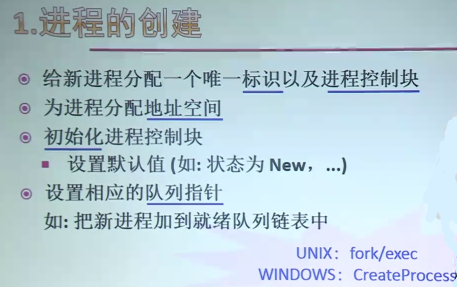 1.进程的创建
给新进程分配一个唯一标识以及进程控制块
为进程分配地址空间
初始化进程控制块
设置默认值 (如: 状态为 New，...)
设置相应的队列指针
如: 把新进程加到就绪队列链表中
UNIX：fork/exec
WINDOWS：CreateProcess